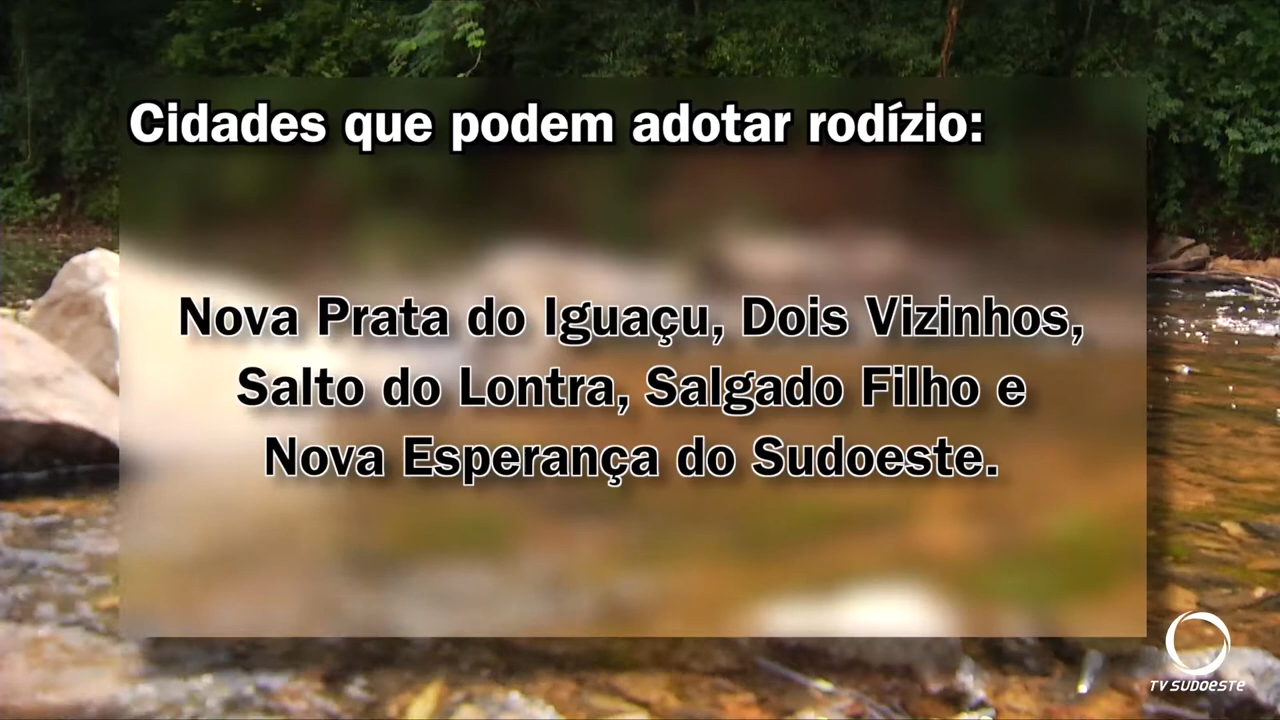 Cidades que podem adotar rodízio:
Nova Prata do Iguaçu, Dois Vizinhos,
Salto do Lontra, Salgado Filho e
Nova Esperança do Sudoeste.
TV SUDOESTE